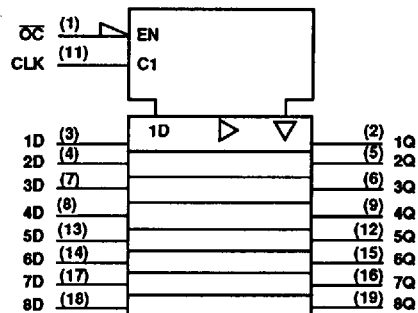 OC (1) EN
CLK (11) C1
1D
1D (3) (2) 1Q
2D (4) (5) 2Q
3D (7) (6) 3Q
4D (8) (9) 4Q
5D (13) (12) 5Q
6D (14) (15) 6Q
7D (17) (16) 7Q
8D (18) (19) 8Q